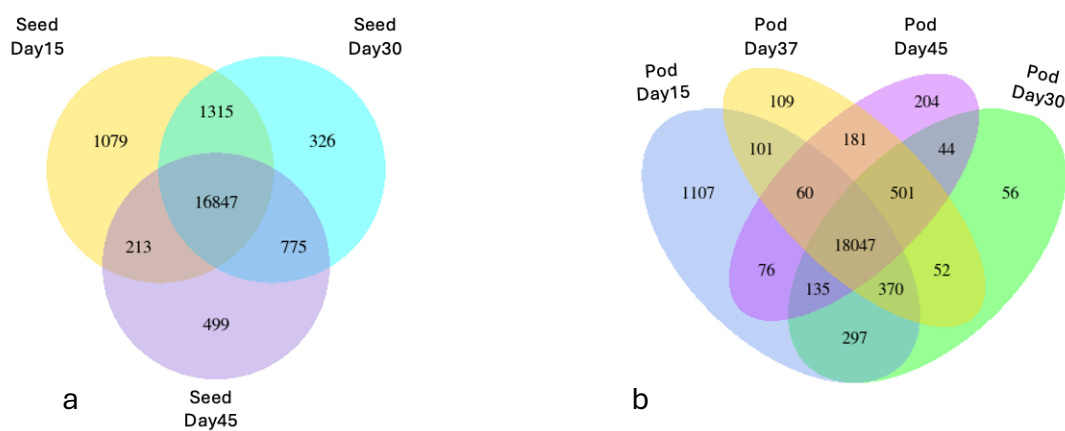 Seed
Day15
Seed
Day30
1079
1315
326
16847
213
775
499
a
Seed
Day45
Pod
Day15
Pod
Day37
Pod
Day45
Pod
Day30
109
204
101
181
44
1107
60
501
56
18047
76
52
135
370
297
b